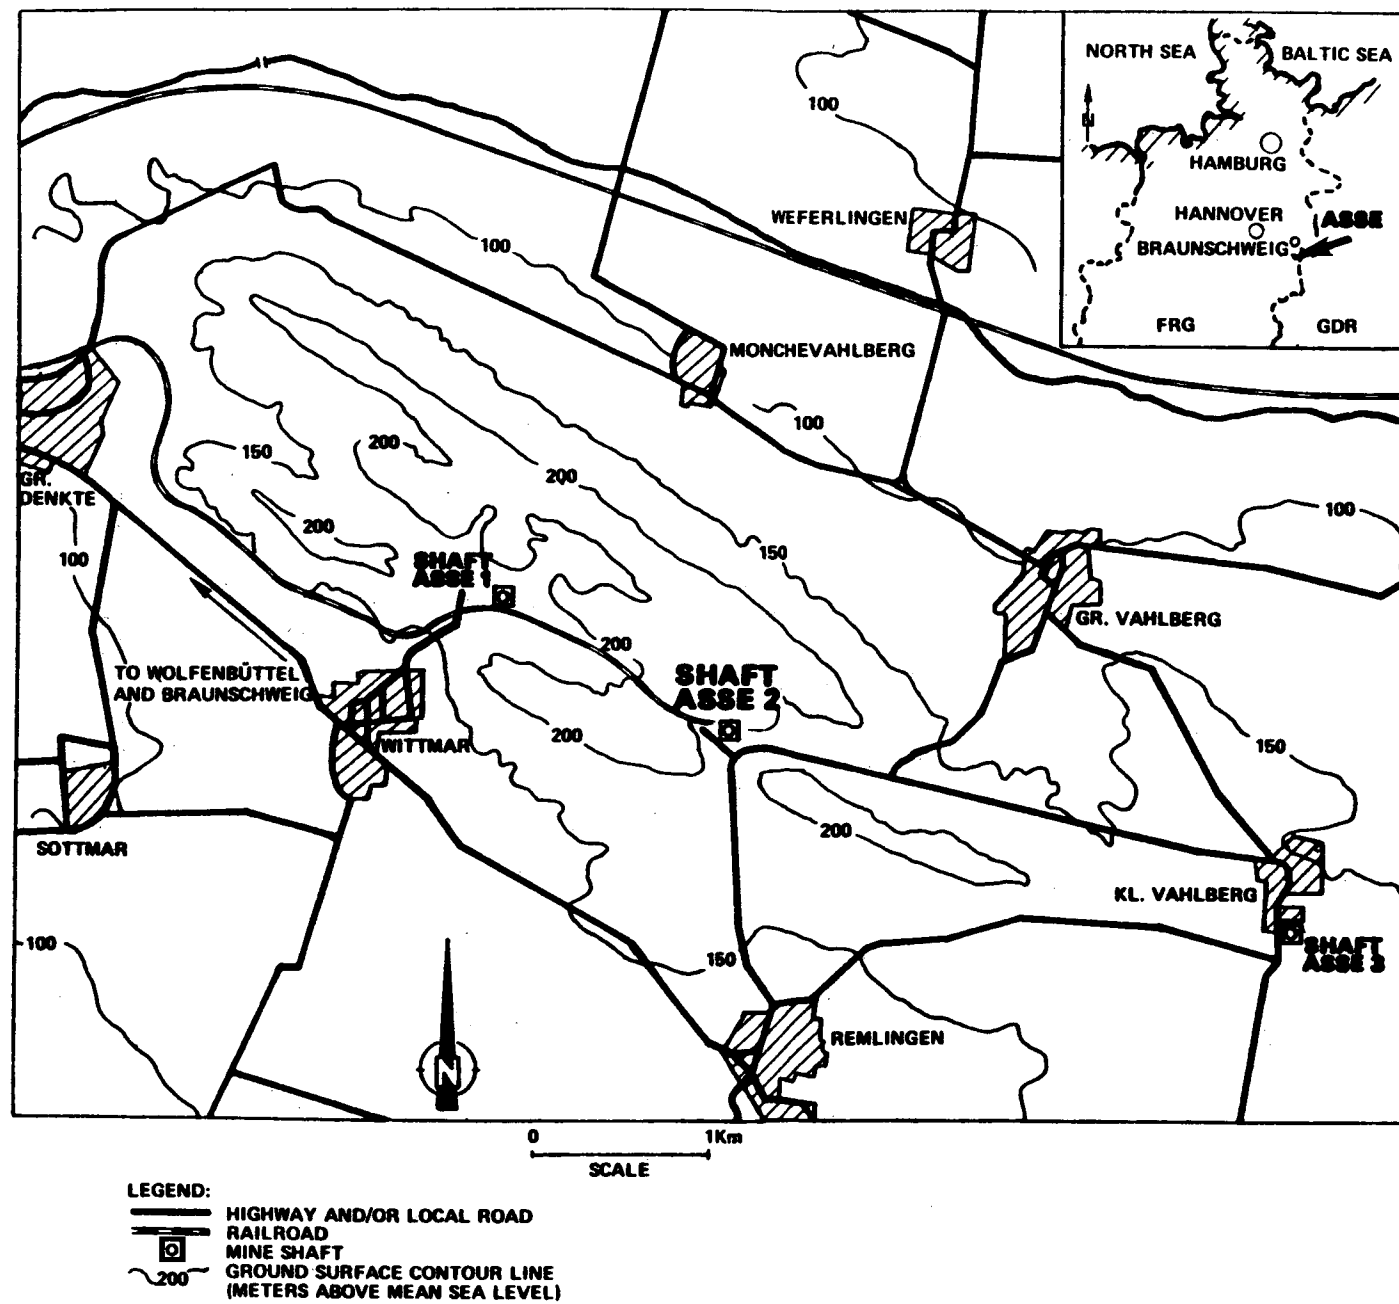 NORTH SEA
BALTIC SEA
N
HAMBURG
HANNOVER
BRAUNSCHWEIG
ASSE
FRG
GDR
100
WEFERLINGEN
100
MONCHEVAHLBERG
100
150
200
200
200
GR.
DENKTE
100
SHAFT
ASSE 1
150
100
GR. VAHLBERG
200
TO WOLFENBÜTTEL
AND BRAUNSCHWEIG
SHAFT
ASSE 2
200
WITTMAR
150
200
SOTTMAR
KL. VAHLBERG
SHAFT
ASSE 3
100
150
REMLINGEN
N
0
1Km
SCALE
LEGEND:
HIGHWAY AND/OR LOCAL ROAD
RAILROAD
MINE SHAFT
200
GROUND SURFACE CONTOUR LINE
(METERS ABOVE MEAN SEA LEVEL)